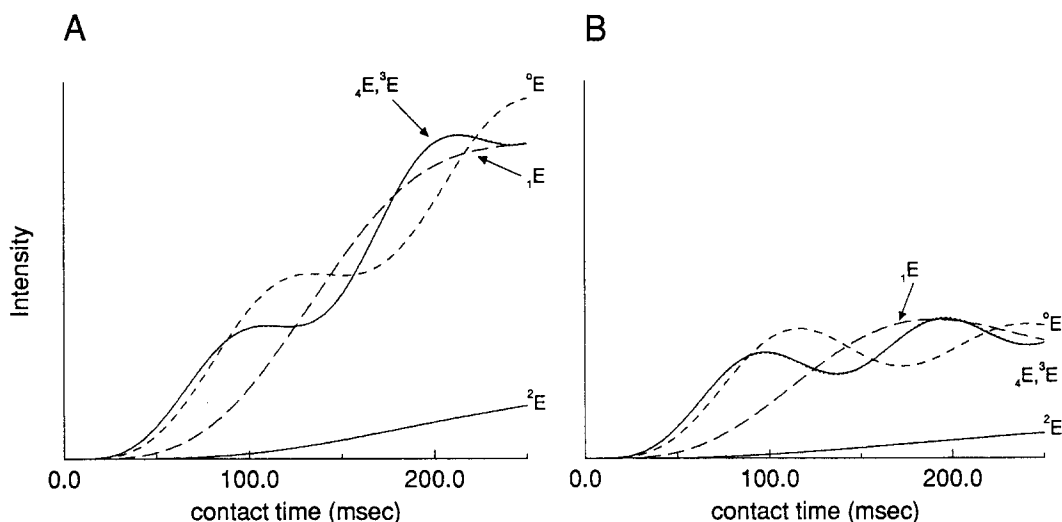 A
B
₄E,³E
°E
₁E
²E
Intensity
0.0
100.0
200.0
contact time (msec)
₁E
°E
₄E,³E
²E
0.0
100.0
200.0
contact time (msec)